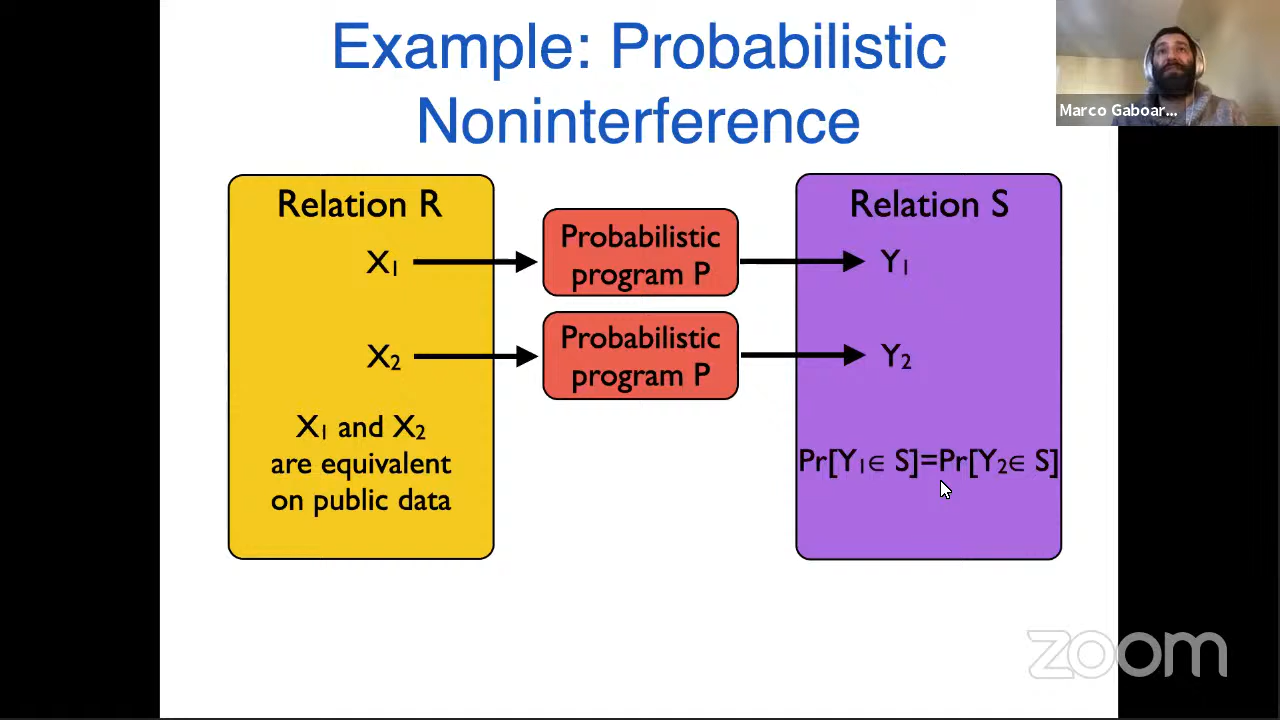 Example: Probabilistic
Noninterference
Marco Gaboar...
Relation R
X₁
X₂
X₁ and X₂
are equivalent
on public data
Probabilistic
program P
Probabilistic
program P
Relation S
Y₁
Y₂
Pr[Y₁∈ S]=Pr[Y₂∈ S]
zoom